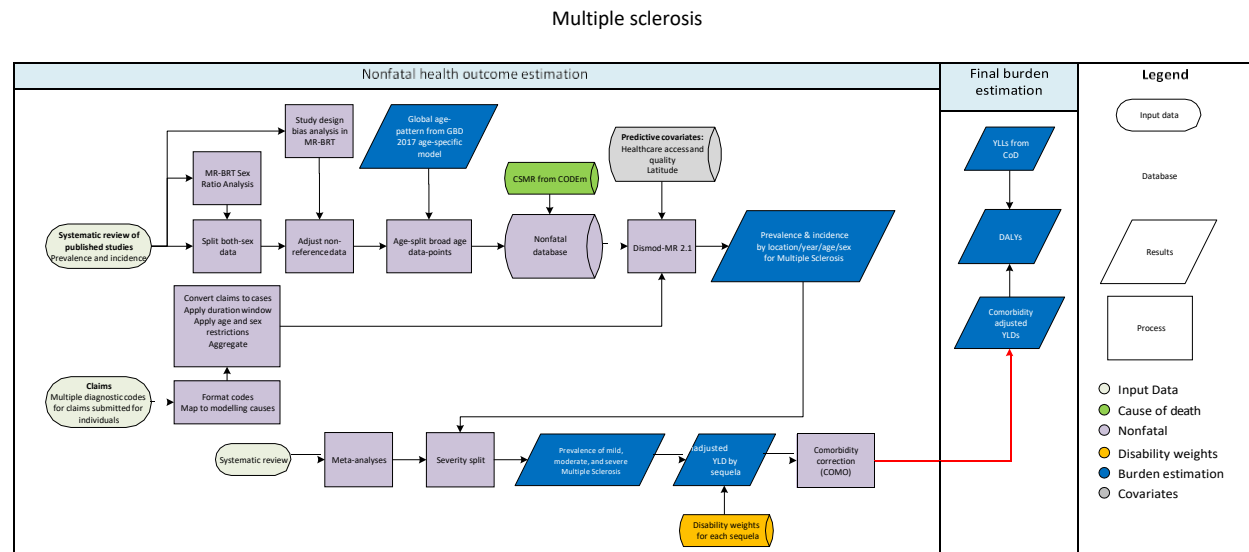 Multiple sclerosis
Nonfatal health outcome estimation
Final burden
estimation
Legend
Study design
bias analysis in
MR-BRT
Global age-
pattern from GBD
2017 age-specific
model
Predictive covariates:
Healthcare access and
quality
Latitude
MR-BRT Sex
Ratio Analysis
CSMR from CODEm
Systematic review of
published studies
Prevalence and incidence
Split both-sex
data
Adjust non-
reference data
Age-split broad age
data-points
Nonfatal
database
Dismod-MR 2.1
Prevalence & incidence
by location/year/age/sex
for Multiple Sclerosis
Convert claims to cases
Apply duration window
Apply age and sex
restrictions
Aggregate
Claims
Multiple diagnostic codes
for claims submitted for
individuals
Format codes
Map to modelling causes
Systematic review
Meta-analyses
Severity split
Prevalence of mild,
moderate, and severe
Multiple Sclerosis
nadjusted
YLD by
sequela
Comorbidity
correction
(COMO)
Disability weights
for each sequela
YLLs from
CoD
DALYs
Comorbidity
adjusted
YLDs
Input data
Database
Results
Process
Input Data
Cause of death
Nonfatal
Disability weights
Burden estimation
Covariates